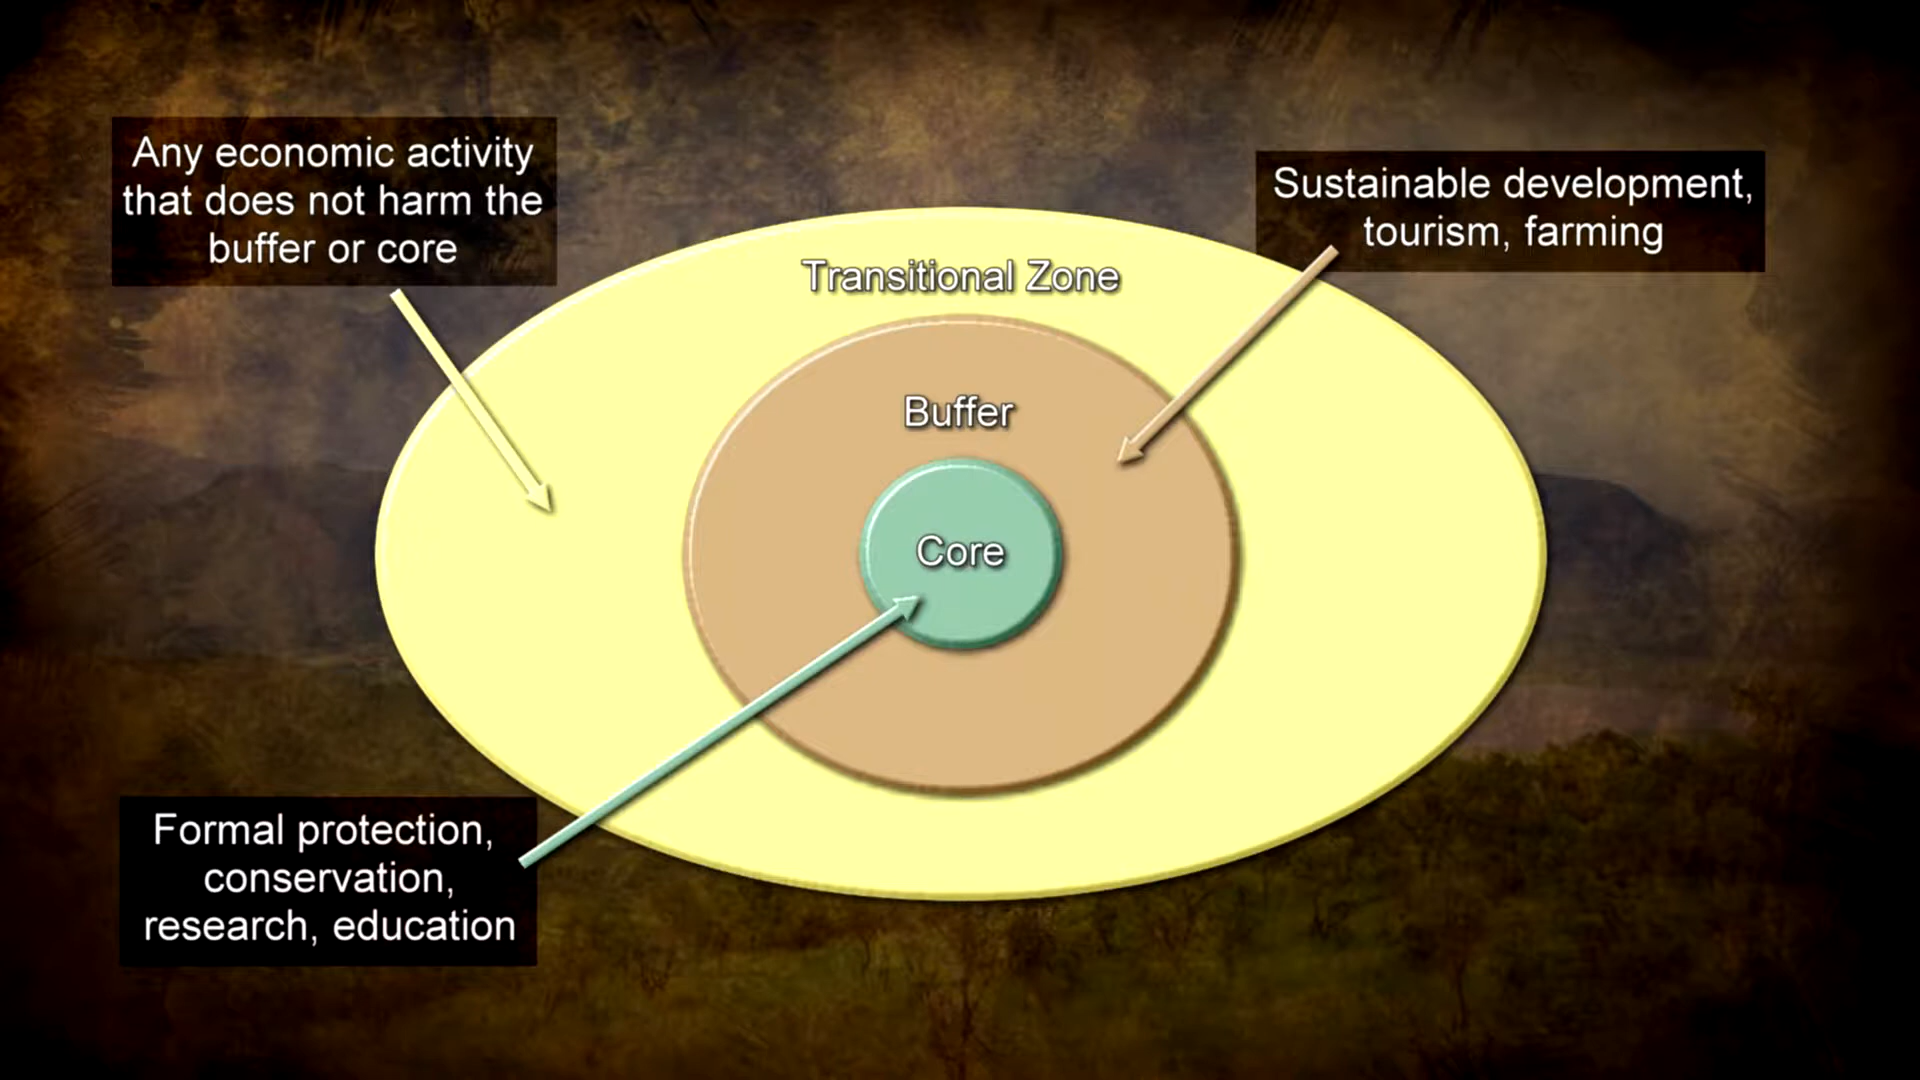 Any economic activity
that does not harm the
buffer or core
Sustainable development,
tourism, farming
Transitional Zone
Buffer
Core
Formal protection,
conservation,
research, education